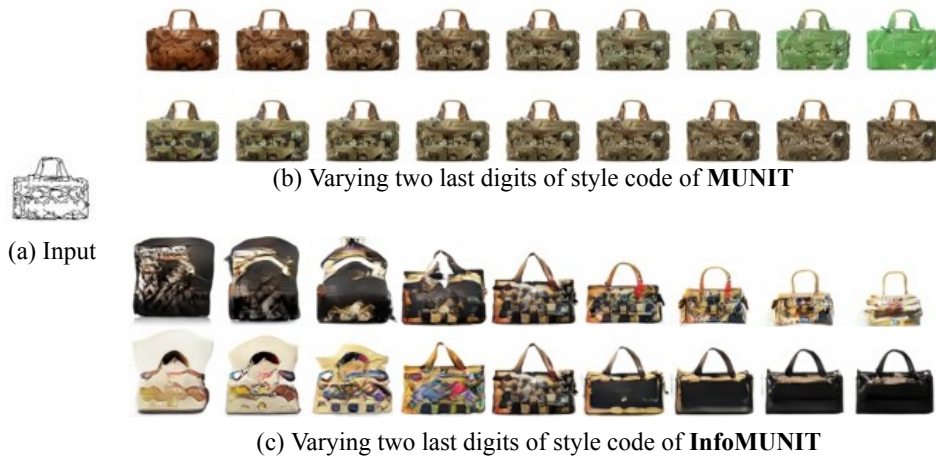 (b) Varying two last digits of style code of MUNIT
(a) Input
(c) Varying two last digits of style code of InfoMUNIT